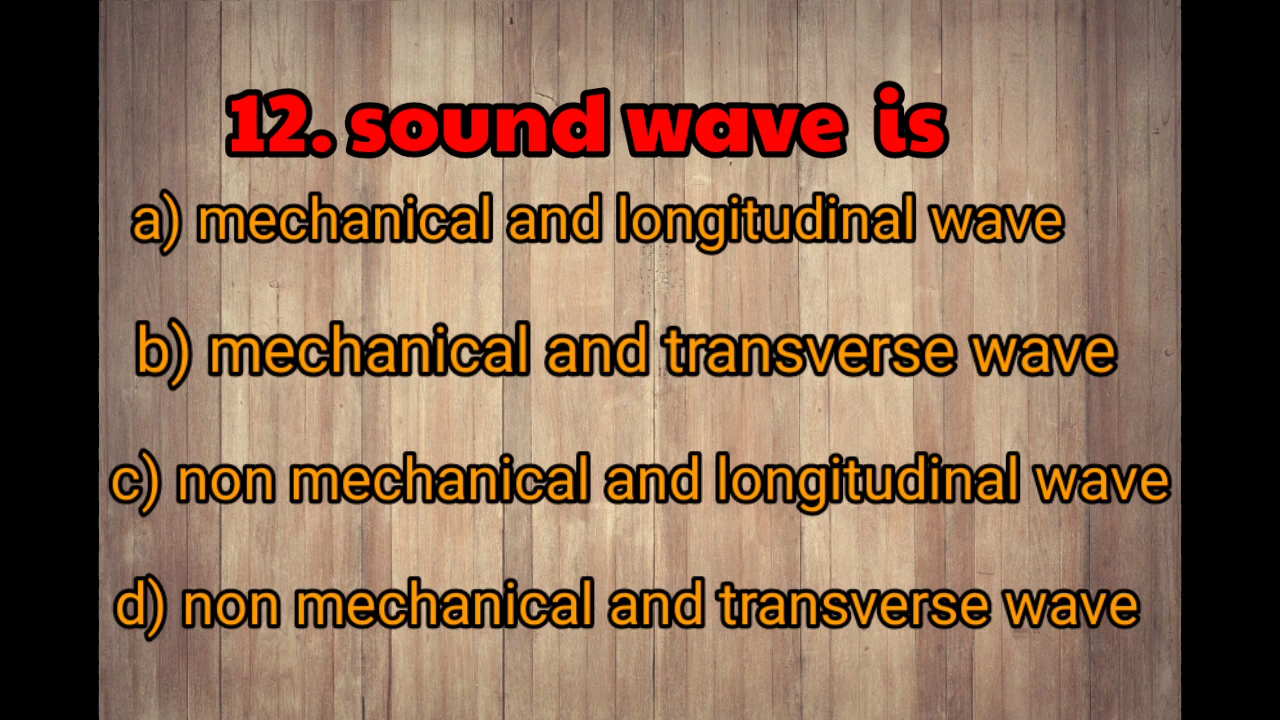 12. sound wave is
a) mechanical and longitudinal wave
b) mechanical and transverse wave
c) non mechanical and longitudinal wave
d) non mechanical and transverse wave